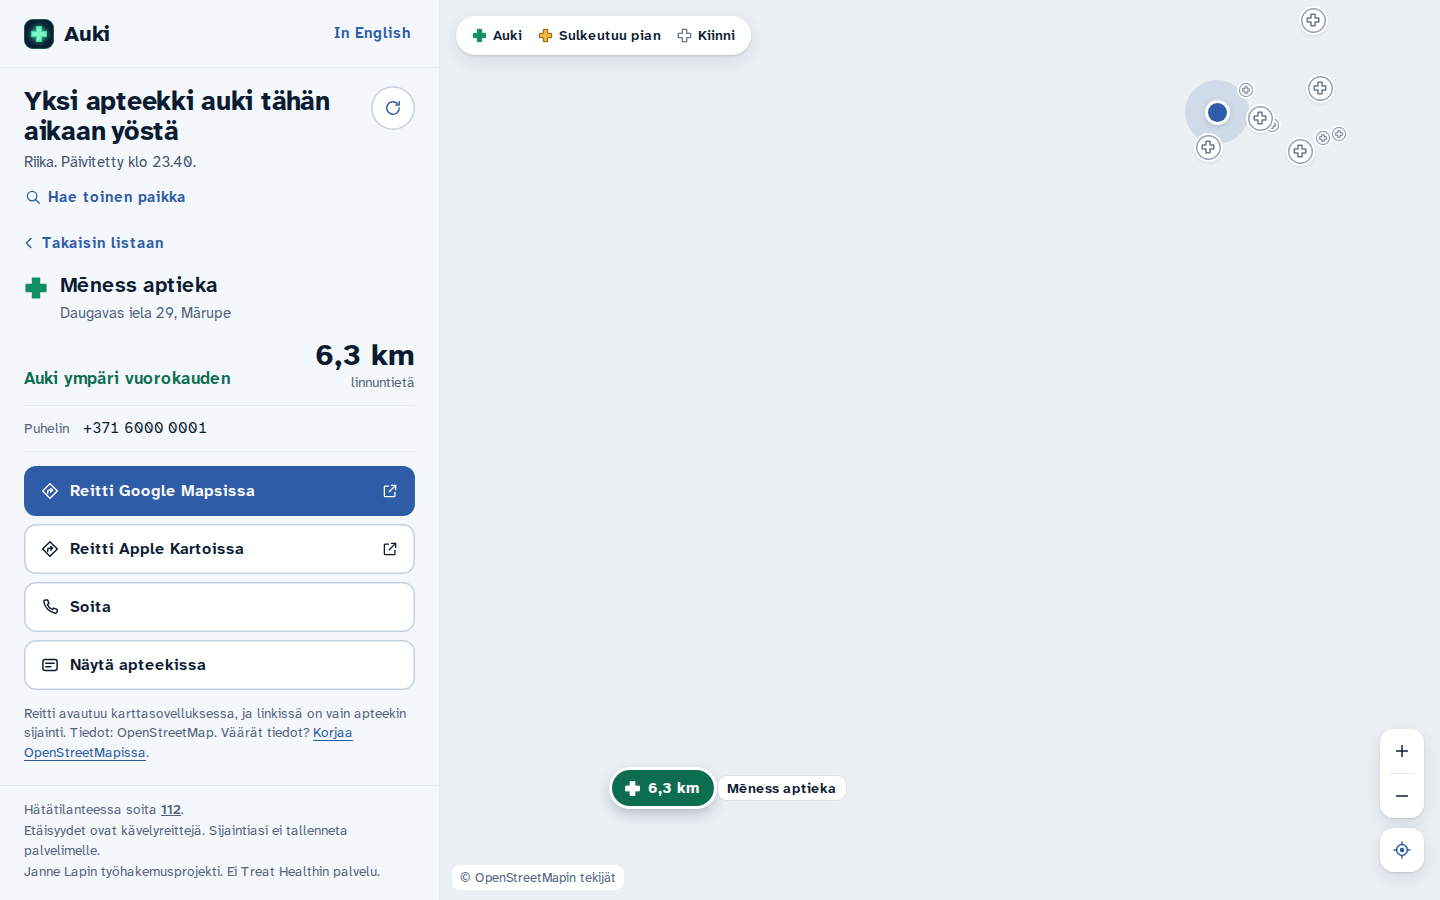 Auki
In English
Yksi apteekki auki tähän
aikaan yöstä
Riika. Päivitetty klo 23.40.
Hae toinen paikka
Takaisin listaan
Mēness aptieka
Daugavas iela 29, Mārupe
Auki ympäri vuorokauden
6,3 km
linnuntietä
Puhelin +371 6000 0001
Reitti Google Mapsissa
Reitti Apple Kartoissa
Soita
Näytä apteekissa
Reitti avautuu karttasovelluksessa, ja linkissä on vain apteekin
sijainti. Tiedot: OpenStreetMap. Väärät tiedot? Korjaa
OpenStreetMapissa.
Hätätilanteessa soita 112.
Etäisyydet ovat kävelyreittejä. Sijaintiasi ei tallenneta
palvelimelle.
Janne Lapin työhakemusprojekti. Ei Treat Healthin palvelu.
Auki Sulkeutuu pian Kiinni
6,3 km Mēness aptieka
© OpenStreetMapin tekijät